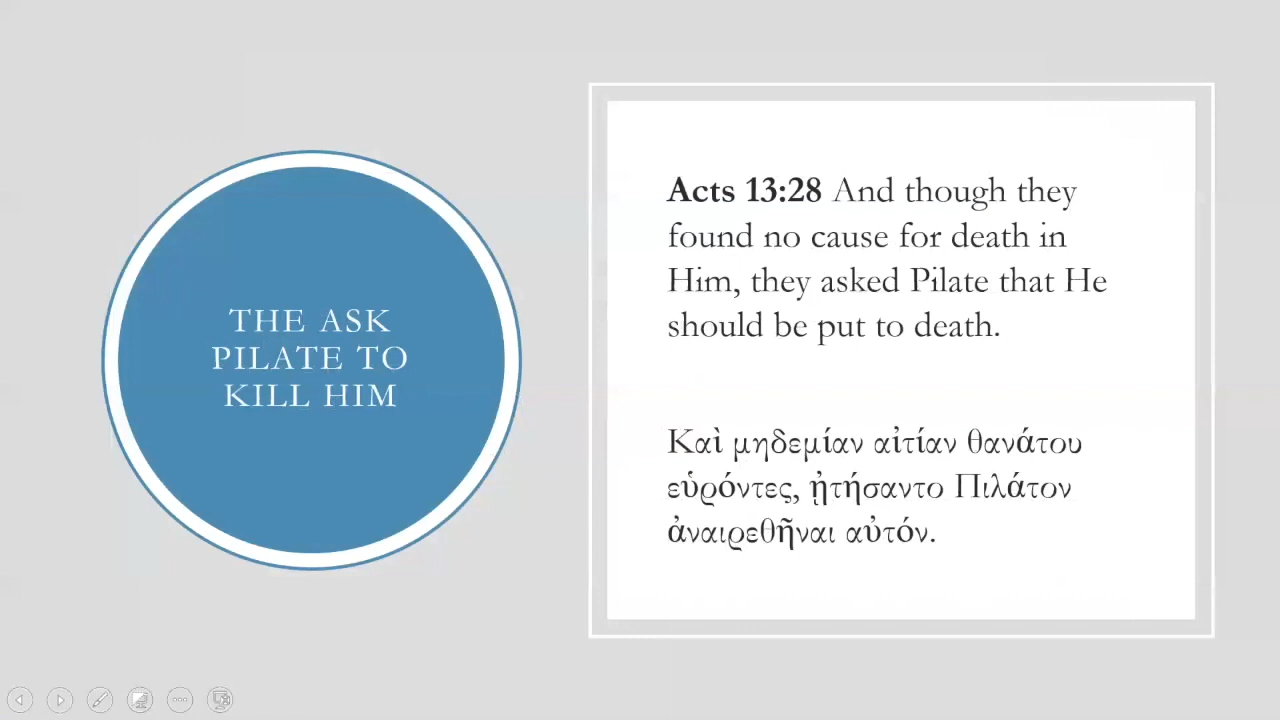 THE ASK
PILATE TO
KILL HIM
Acts 13:28 And though they
found no cause for death in
Him, they asked Pilate that He
should be put to death.
Καὶ μηδεμίαν αἰτίαν θανάτου
εὑρόντες, ᾐτήσαντο Πιλάτον
ἀναιρεθῆναι αὐτόν.